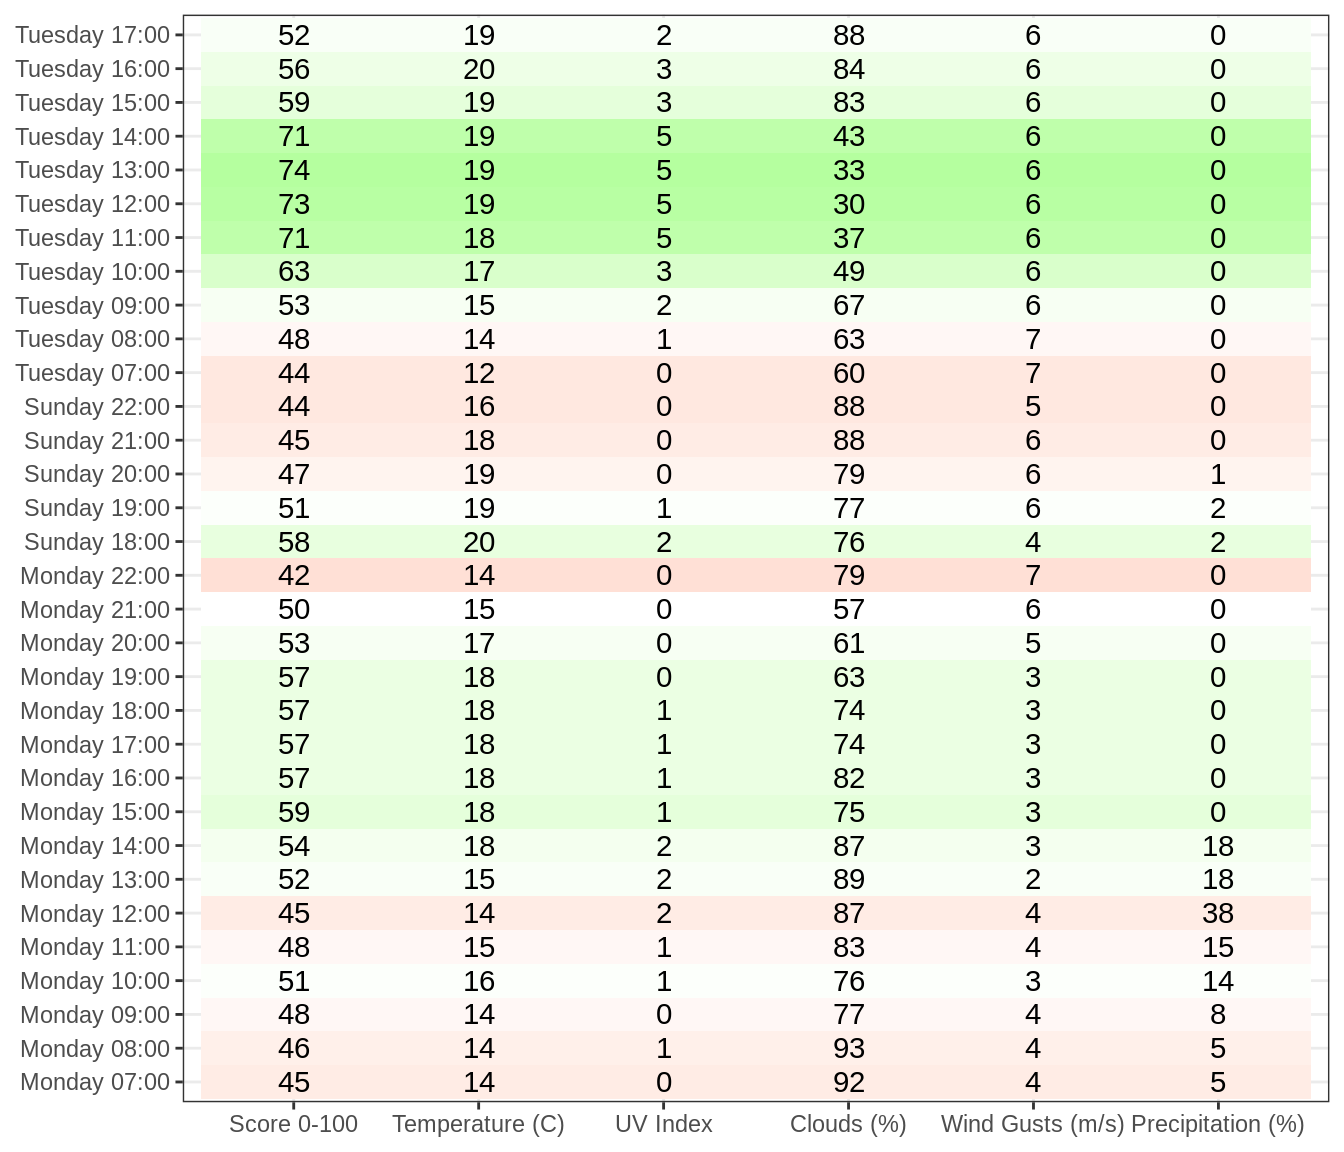 Tuesday 17:00 52 19 2 88 6 0
Tuesday 16:00 56 20 3 84 6 0
Tuesday 15:00 59 19 3 83 6 0
Tuesday 14:00 71 19 5 43 6 0
Tuesday 13:00 74 19 5 33 6 0
Tuesday 12:00 73 19 5 30 6 0
Tuesday 11:00 71 18 5 37 6 0
Tuesday 10:00 63 17 3 49 6 0
Tuesday 09:00 53 15 2 67 6 0
Tuesday 08:00 48 14 1 63 7 0
Tuesday 07:00 44 12 0 60 7 0
Sunday 22:00 44 16 0 88 5 0
Sunday 21:00 45 18 0 88 6 0
Sunday 20:00 47 19 0 79 6 1
Sunday 19:00 51 19 1 77 6 2
Sunday 18:00 58 20 2 76 4 2
Monday 22:00 42 14 0 79 7 0
Monday 21:00 50 15 0 57 6 0
Monday 20:00 53 17 0 61 5 0
Monday 19:00 57 18 0 63 3 0
Monday 18:00 57 18 1 74 3 0
Monday 17:00 57 18 1 74 3 0
Monday 16:00 57 18 1 82 3 0
Monday 15:00 59 18 1 75 3 0
Monday 14:00 54 18 2 87 3 18
Monday 13:00 52 15 2 89 2 18
Monday 12:00 45 14 2 87 4 38
Monday 11:00 48 15 1 83 4 15
Monday 10:00 51 16 1 76 3 14
Monday 09:00 48 14 0 77 4 8
Monday 08:00 46 14 1 93 4 5
Monday 07:00 45 14 0 92 4 5
Score 0-100 Temperature (C) UV Index Clouds (%) Wind Gusts (m/s) Precipitation (%)